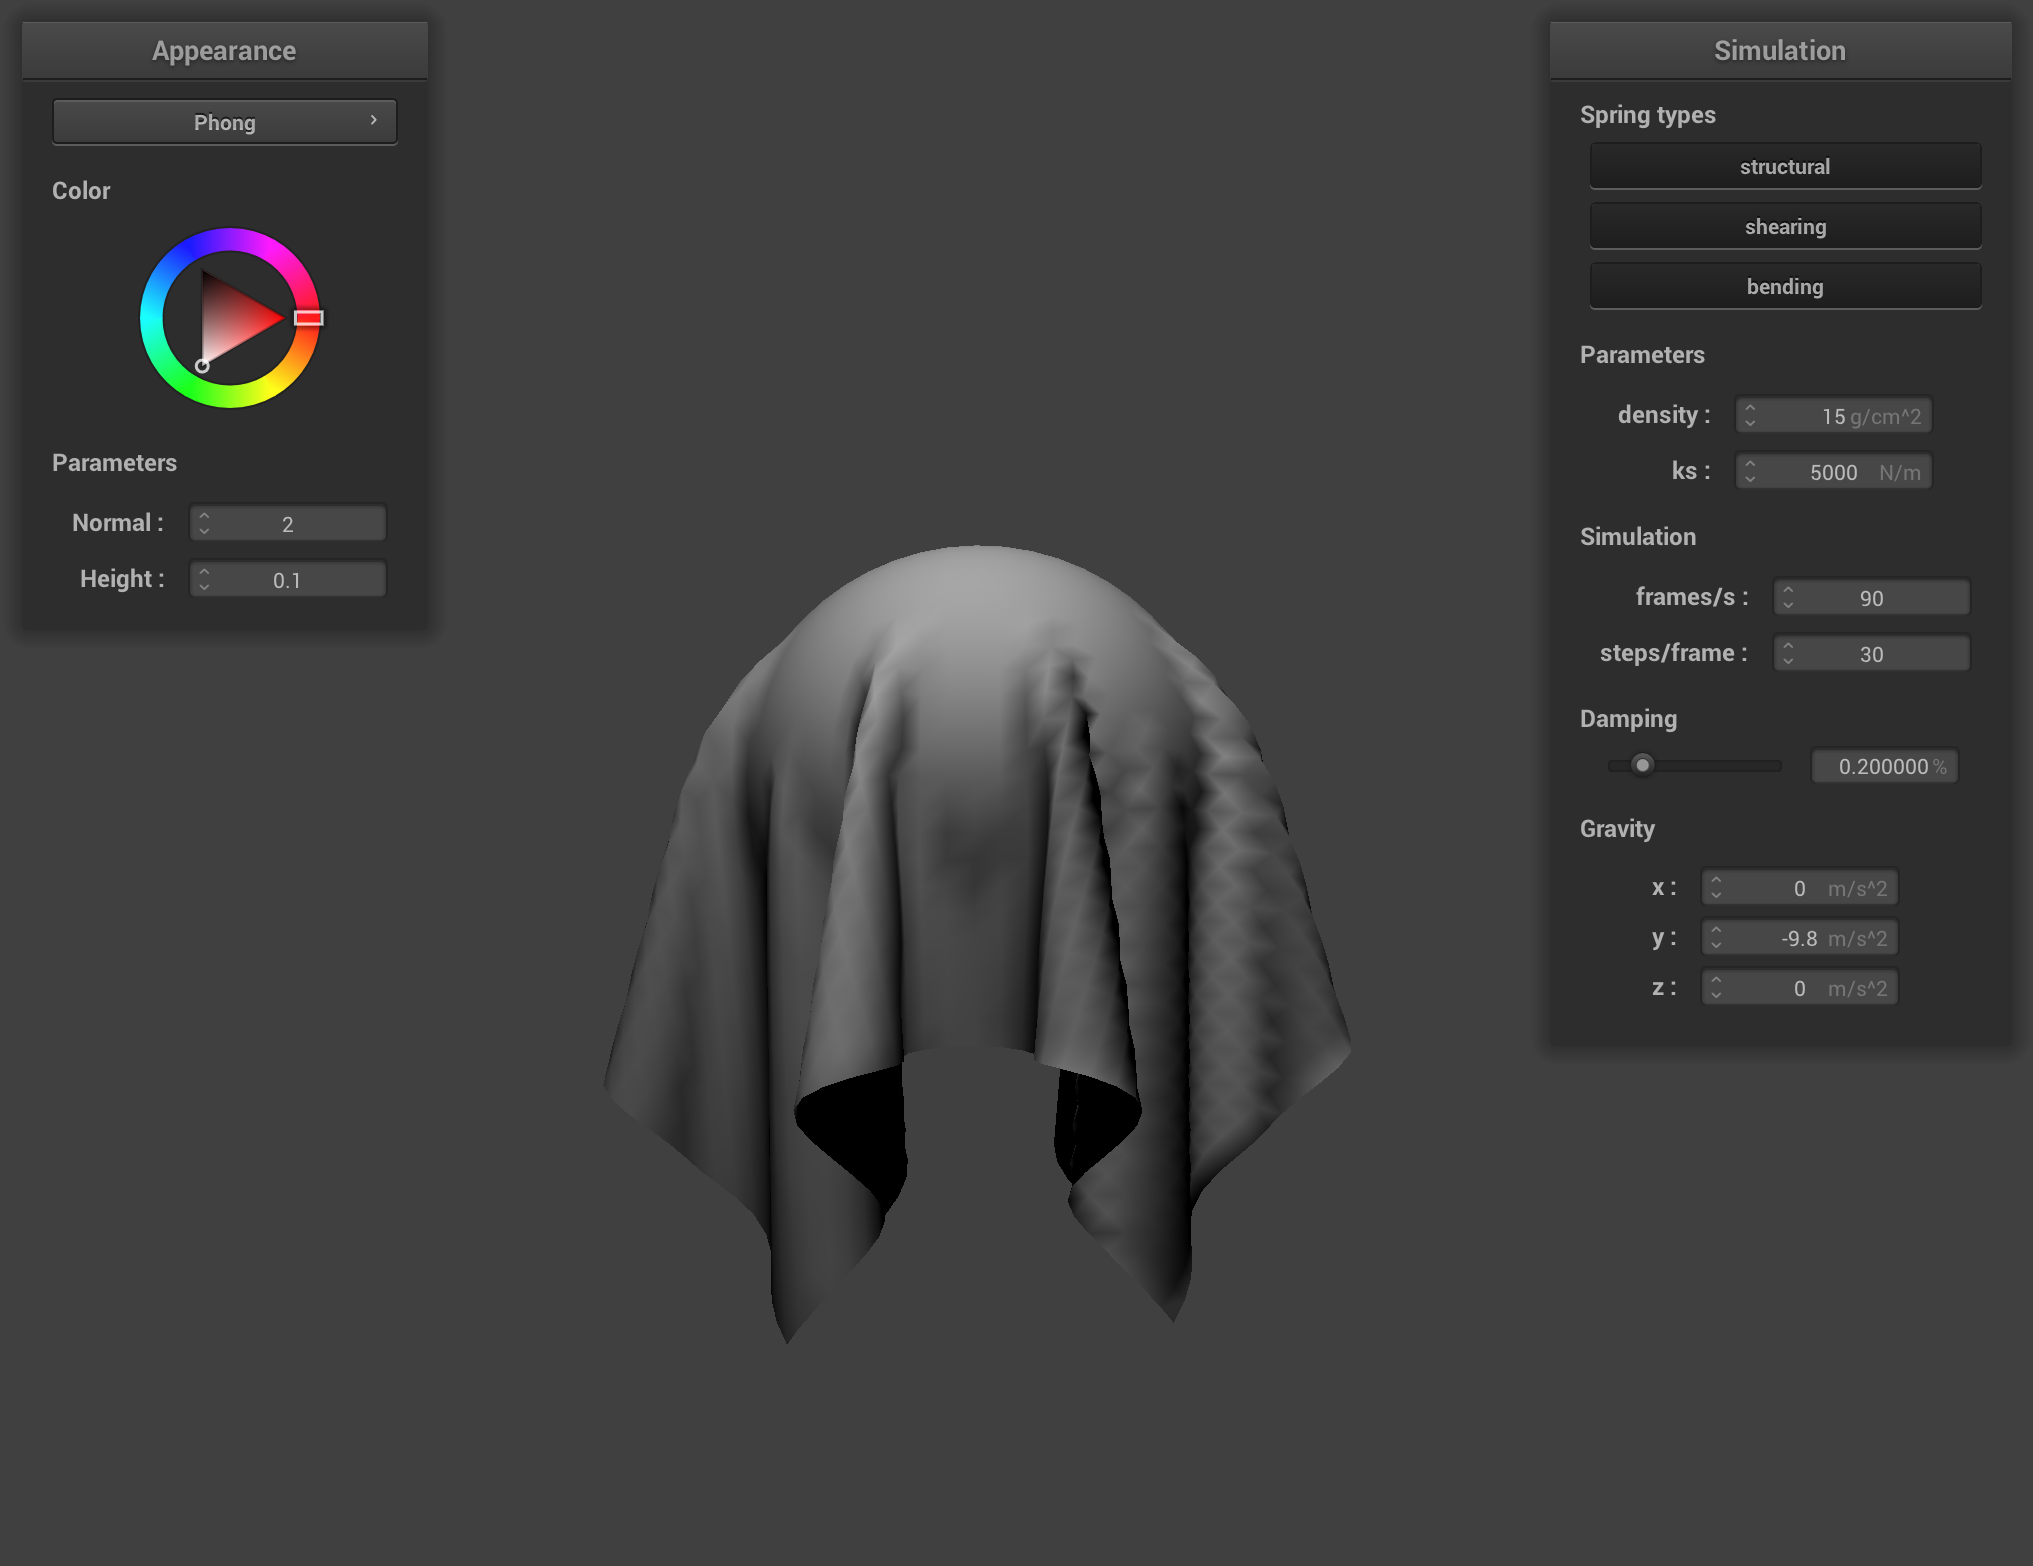 Appearance
Phong
Color
Parameters
Normal : 2
Height : 0.1
Simulation
Spring types
structural
shearing
bending
Parameters
density : 15 g/cm^2
ks : 5000 N/m
Simulation
frames/s : 90
steps/frame : 30
Damping
0.200000 %
Gravity
x : 0 m/s^2
y : -9.8 m/s^2
z : 0 m/s^2